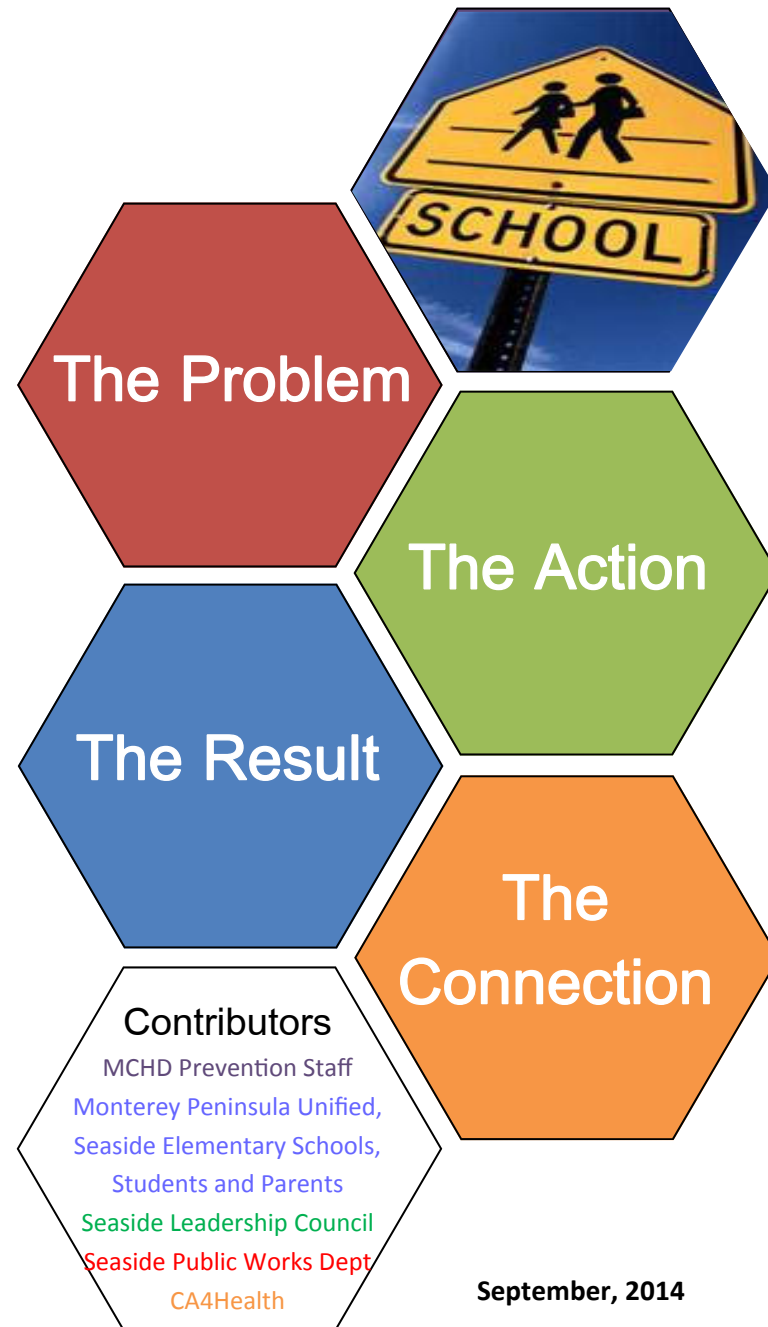 SCHOOL
The Problem
The Action
The Result
The
Connection
Contributors
MCHD Prevention Staff
Monterey Peninsula Unified,
Seaside Elementary Schools,
Students and Parents
Seaside Leadership Council
Seaside Public Works Dept
CA4Health
September, 2014